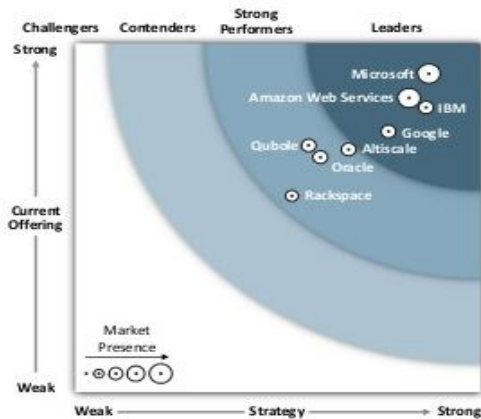 Challengers Contenders Strong Performers Leaders
Strong
Microsoft
Amazon Web Services
IBM
Google
Qubole
Altiscale
Oracle
Rackspace
Current
Offering
Market
Presence
Weak
Weak Strategy Strong